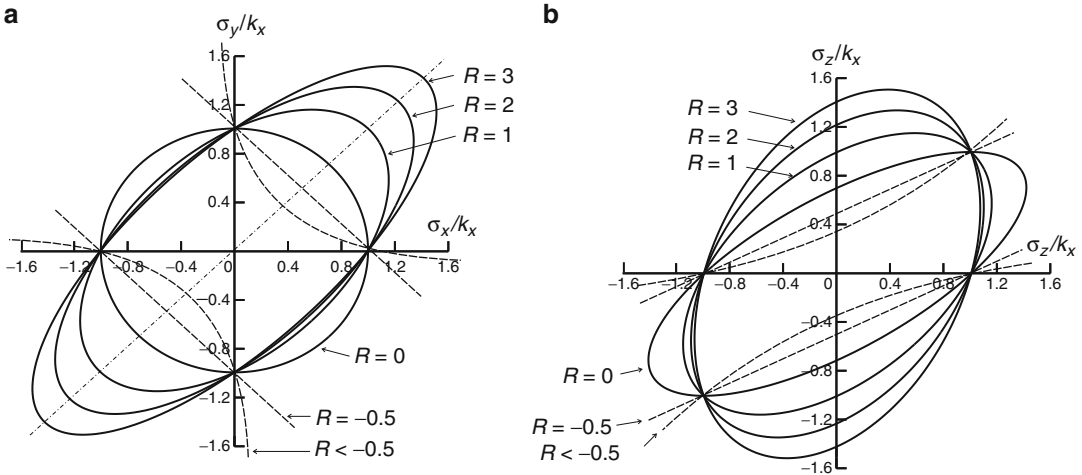 a
σy/kx
1.6
1.2
0.8
0.4
0
−0.4
−0.8
−1.2
−1.6
−1.6 −1.2 −0.8 −0.4 0.4 0.8 1.2 1.6
σx/kx
R = 3
R = 2
R = 1
R = 0
R = −0.5
R < −0.5
b
σz/kx
1.6
1.2
0.8
0.4
0
−0.4
−0.8
−1.2
−1.6
−1.6 −1.2 −0.8 −0.4 0.4 0.8 1.2 1.6
σz/kx
R = 3
R = 2
R = 1
R = 0
R = −0.5
R < −0.5